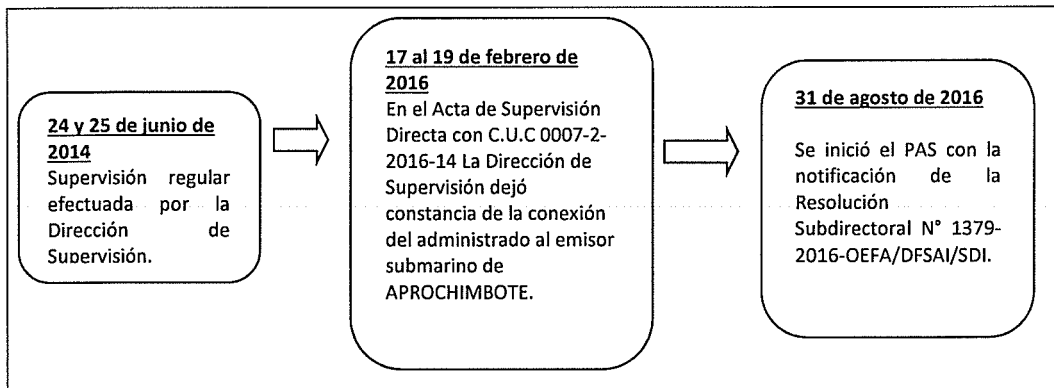 24 y 25 de junio de
2014
Supervisión regular
efectuada por la
Dirección de
Supervisión.
17 al 19 de febrero de
2016
En el Acta de Supervisión
Directa con C.U.C 0007-2-
2016-14 La Dirección de
Supervisión dejó
constancia de la conexión
del administrado al emisor
submarino de
APROCHIMBOTE.
31 de agosto de 2016
Se inició el PAS con la
notificación de la
Resolución
Subdirectoral N° 1379-
2016-OEFA/DFSAI/SDI.